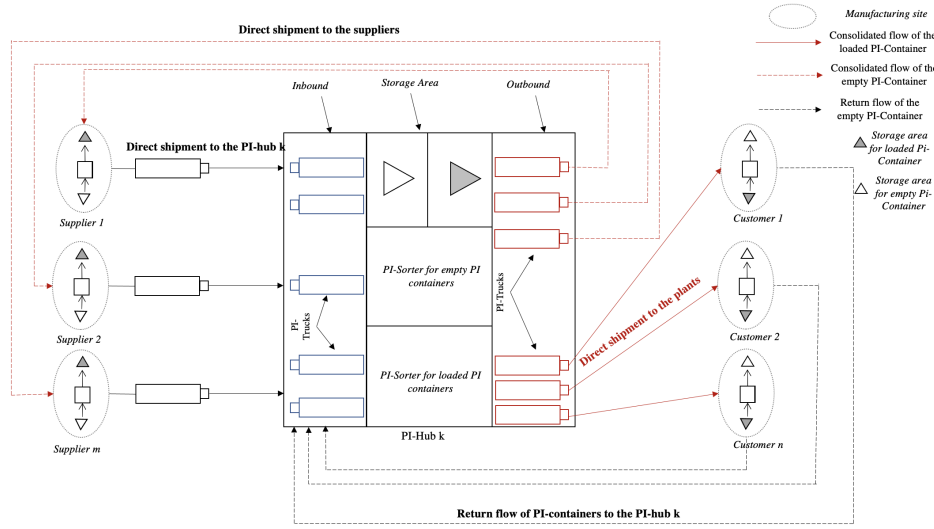 Direct shipment to the suppliers
Manufacturing site
Consolidated flow of the
loaded PI-Container
Consolidated flow of the
empty PI-Container
Return flow of the
empty PI-Container
Storage area
for loaded Pi-
Container
Storage area
for empty Pi-
Container
Inbound
Storage Area
Outbound
Direct shipment to the PI-hub k
Supplier 1
Supplier 2
Supplier m
PI-
Trucks
PI-Sorter for empty PI
containers
PI-Sorter for loaded PI
containers
PI-Trucks
PI-Hub k
Direct shipment to the plants
Customer 1
Customer 2
Customer n
Return flow of PI-containers to the PI-hub k